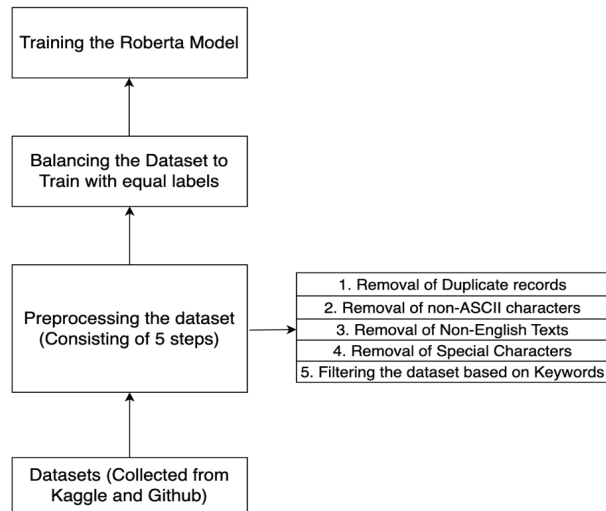 Training the Roberta Model
Balancing the Dataset to
Train with equal labels
Preprocessing the dataset
(Consisting of 5 steps)
1. Removal of Duplicate records
2. Removal of non-ASCII characters
3. Removal of Non-English Texts
4. Removal of Special Characters
5. Filtering the dataset based on Keywords
Datasets (Collected from
Kaggle and Github)